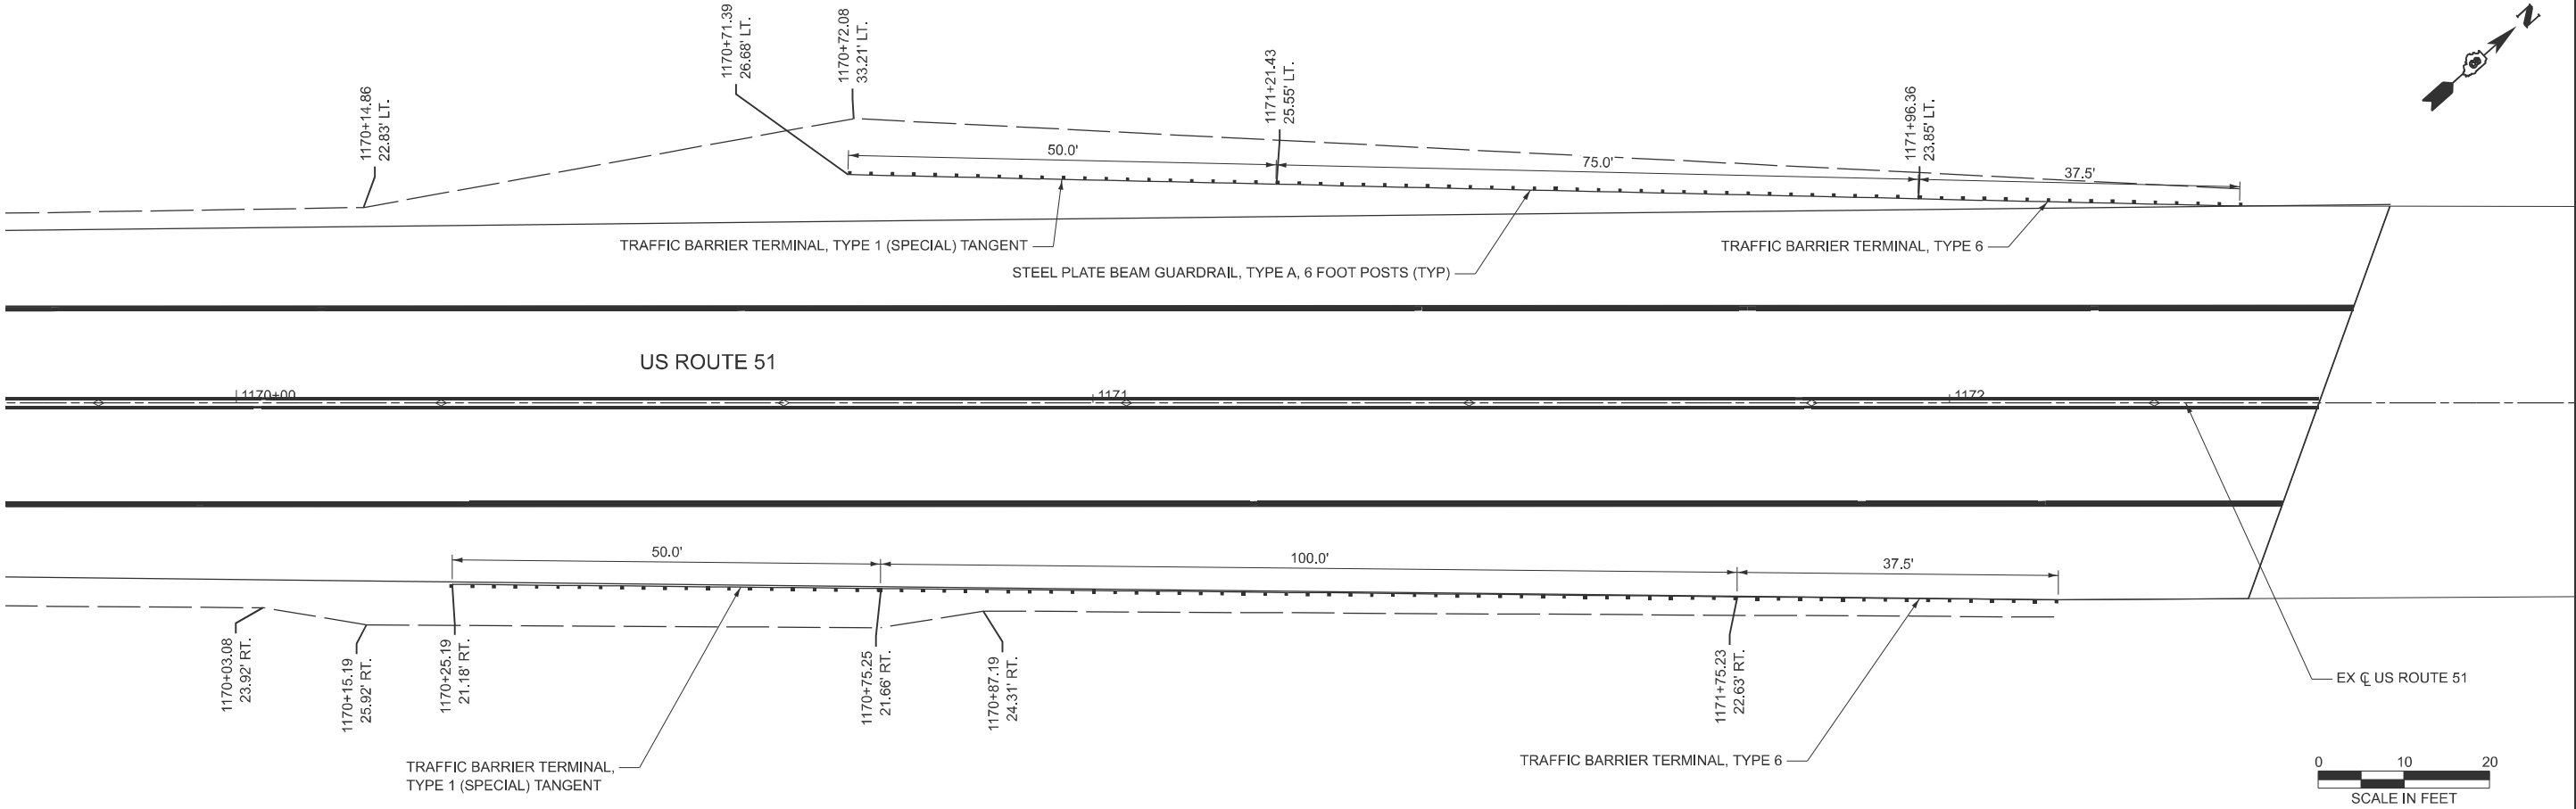 1170+14.86
22.83' LT.
1170+71.39
26.68' LT.
1170+72.08
33.21' LT.
1171+21.43
25.55' LT.
1171+96.36
23.85' LT.
N
50.0'
75.0'
37.5'
TRAFFIC BARRIER TERMINAL, TYPE 1 (SPECIAL) TANGENT
TRAFFIC BARRIER TERMINAL, TYPE 6
STEEL PLATE BEAM GUARDRAIL, TYPE A, 6 FOOT POSTS (TYP)
US ROUTE 51
1170+00
1171
1172
50.0'
100.0'
37.5'
1170+03.08
23.92' RT.
1170+15.19
25.92' RT.
1170+25.19
21.18' RT.
1170+75.25
21.66' RT.
1170+87.19
24.31' RT.
1171+75.23
22.63' RT.
EX ℄ US ROUTE 51
TRAFFIC BARRIER TERMINAL,
TYPE 1 (SPECIAL) TANGENT
TRAFFIC BARRIER TERMINAL, TYPE 6
0 10 20
SCALE IN FEET